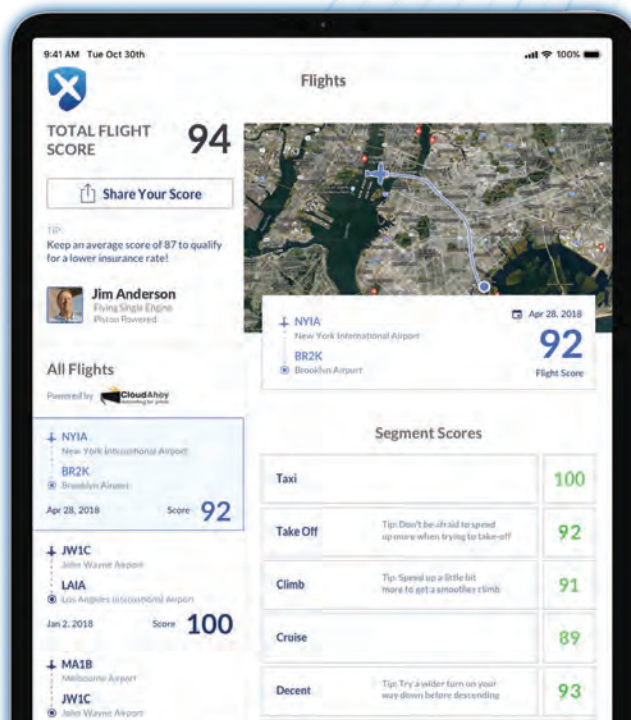 9:41 AM Tue Oct 30th
100%
Flights
TOTAL FLIGHT
SCORE
94
Share Your Score
TIP:
Keep an average score of 87 to qualify
for a lower insurance rate!
Jim Anderson
Flying Single Engine
Piston Powered
All Flights
Powered by CloudAhoy
NYIA
New York International Airport
BR2K
Brooklyn Airport
Apr 28, 2018
Score 92
JW1C
John Wayne Airport
LAIA
Los Angeles International Airport
Jan 2, 2018
Score 100
MA1B
Melbourne Airport
JW1C
John Wayne Airport
NYIA
New York International Airport
BR2K
Brooklyn Airport
Apr 28, 2018
92
Flight Score
Segment Scores
Taxi
100
Take Off
Tip: Don't be afraid to spend
up more when trying to take-off
92
Climb
Tip: Speed up a little bit
more to get a smoother climb
91
Cruise
89
Decent
Tip: Try a wider turn on your
way down before descending
93